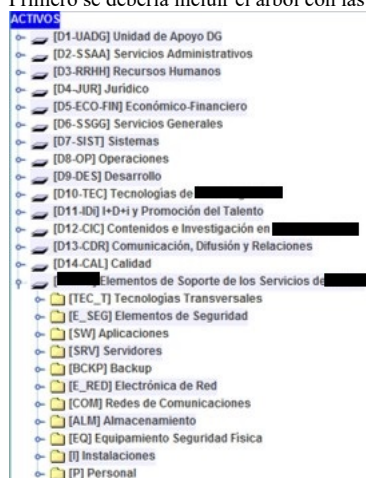 Primero se debería incluir el árbol con las
ACTIVOS
[D1-UADG] Unidad de Apoyo DG
[D2-SSAA] Servicios Administrativos
[D3-RRHH] Recursos Humanos
[D4-JUR] Jurídico
[D5-ECO-FIN] Económico-Financiero
[D6-SSGG] Servicios Generales
[D7-SIST] Sistemas
[D8-OP] Operaciones
[D9-DES] Desarrollo
[D10-TEC] Tecnologías de
[D11-IDi] I+D+i y Promoción del Talento
[D12-CIC] Contenidos e Investigación en
[D13-CDR] Comunicación, Difusión y Relaciones
[D14-CAL] Calidad
[ Elementos de Soporte de los Servicios de
[TEC_T] Tecnologías Transversales
[E_SEG] Elementos de Seguridad
[SW] Aplicaciones
[SRV] Servidores
[BCKP] Backup
[E_RED] Electrónica de Red
[COM] Redes de Comunicaciones
[ALM] Almacenamiento
[EQ] Equipamiento Seguridad Física
[I] Instalaciones
[P] Personal